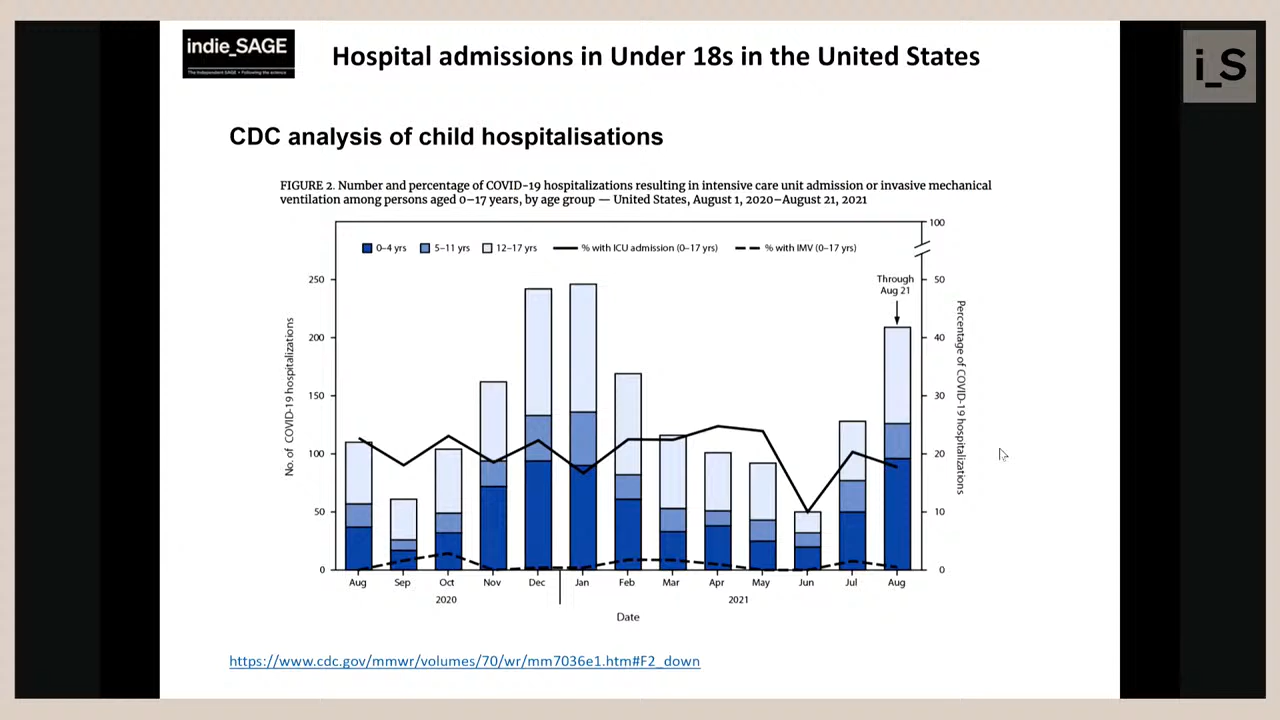 indie_SAGE
The Independent SAGE • Following the science
i_S
Hospital admissions in Under 18s in the United States
CDC analysis of child hospitalisations
FIGURE 2. Number and percentage of COVID-19 hospitalizations resulting in intensive care unit admission or invasive mechanical
ventilation among persons aged 0–17 years, by age group — United States, August 1, 2020–August 21, 2021
0–4 yrs 5–11 yrs 12–17 yrs % with ICU admission (0–17 yrs) % with IMV (0–17 yrs)
No. of COVID-19 hospitalizations
250
200
150
100
50
0
100
50
40
30
20
10
0
Percentage of COVID-19 hospitalizations
Through
Aug 21
Aug Sep Oct Nov Dec Jan Feb Mar Apr May Jun Jul Aug
2020 2021
Date
https://www.cdc.gov/mmwr/volumes/70/wr/mm7036e1.htm#F2_down